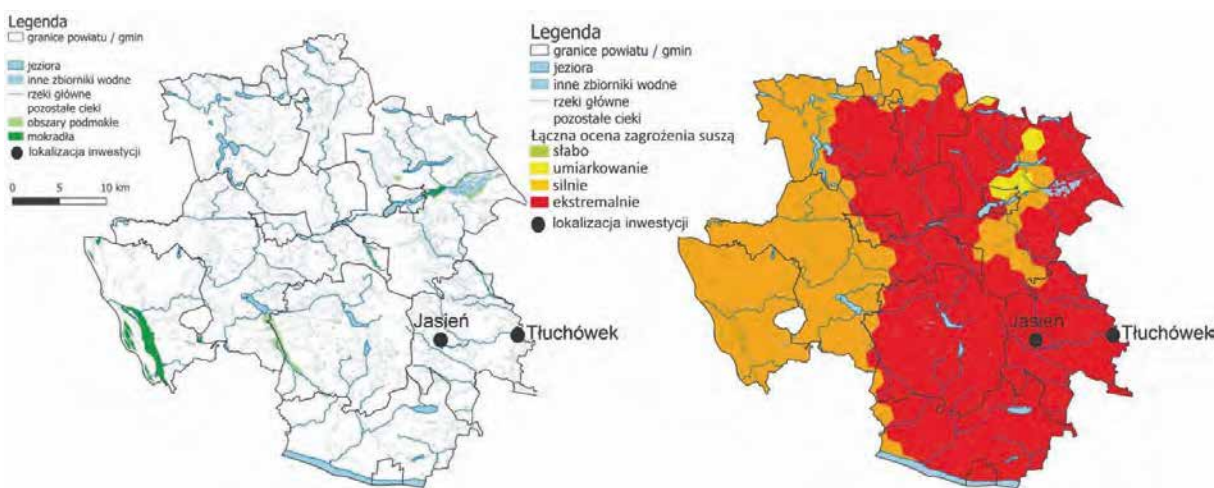 Legenda
granice powiatu / gmin
jeziora
inne zbiorniki wodne
rzeki główne
pozostałe cieki
obszary podmokłe
mokradła
lokalizacja inwestycji
0 5 10 km
Jasień
Tłuchówek
Legenda
granice powiatu / gmin
jeziora
inne zbiorniki wodne
rzeki główne
pozostałe cieki
Łączna ocena zagrożenia suszą
słabo
umiarkowanie
silnie
ekstremalnie
lokalizacja inwestycji
Jasień
Tłuchówek